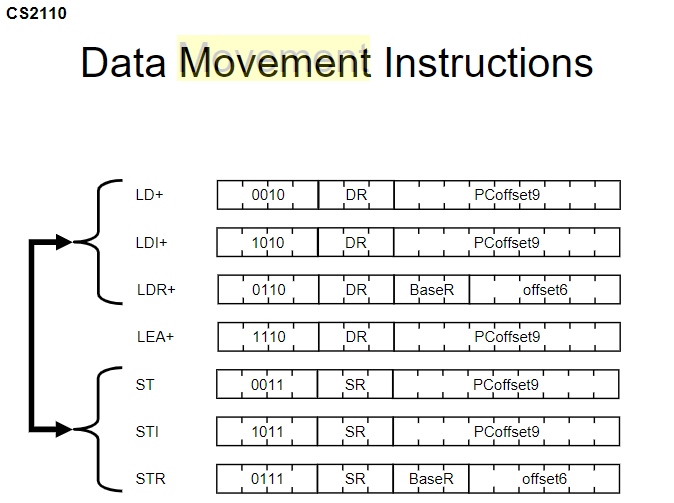 CS2110
Data Movement Instructions
LD+ 0010 DR PCoffset9
LDI+ 1010 DR PCoffset9
LDR+ 0110 DR BaseR offset6
LEA+ 1110 DR PCoffset9
ST 0011 SR PCoffset9
STI 1011 SR PCoffset9
STR 0111 SR BaseR offset6